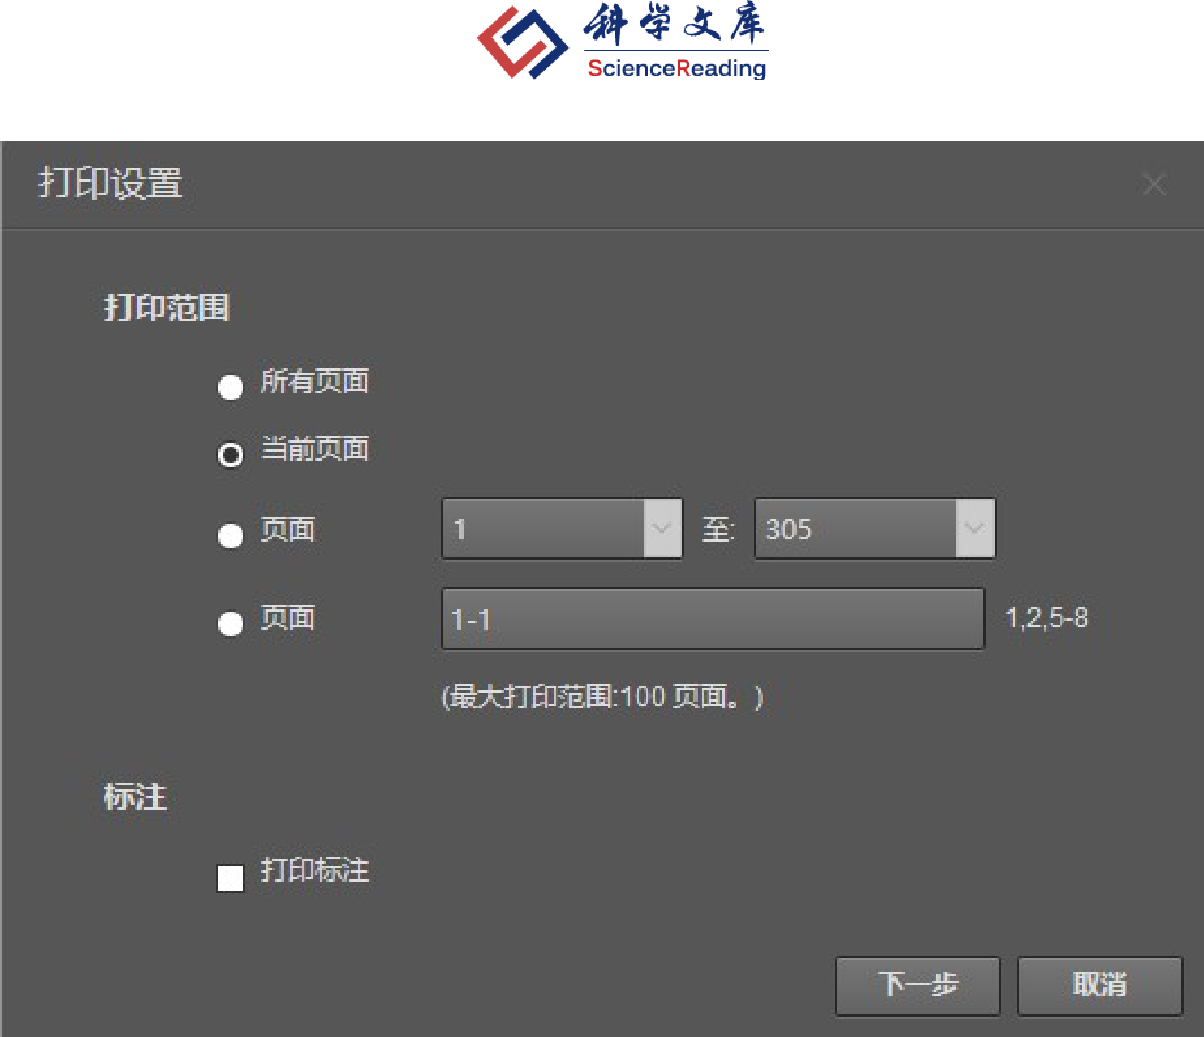 科学文库
ScienceReading
打印设置
打印范围
所有页面
当前页面
页面 1 至: 305
页面 1-1 1,2,5-8
(最大打印范围:100 页面。)
标注
打印标注
下一步 取消